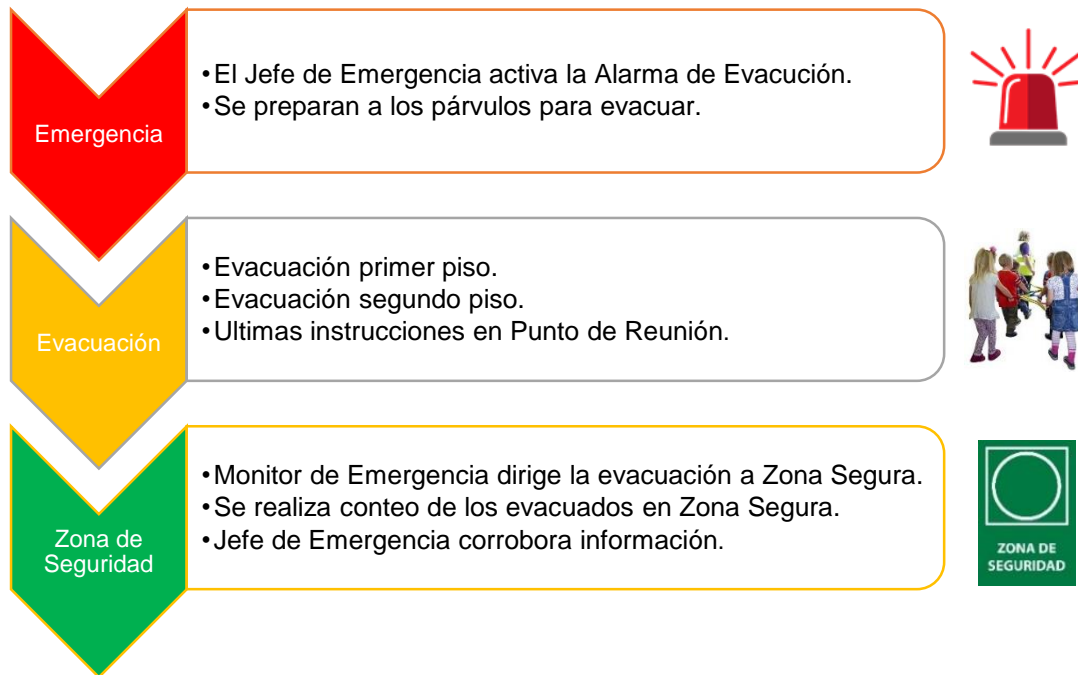 Emergencia
•El Jefe de Emergencia activa la Alarma de Evacución.
•Se preparan a los párvulos para evacuar.
Evacuación
•Evacuación primer piso.
•Evacuación segundo piso.
•Ultimas instrucciones en Punto de Reunión.
Zona de
Seguridad
•Monitor de Emergencia dirige la evacuación a Zona Segura.
•Se realiza conteo de los evacuados en Zona Segura.
•Jefe de Emergencia corrobora información.
ZONA DE
SEGURIDAD